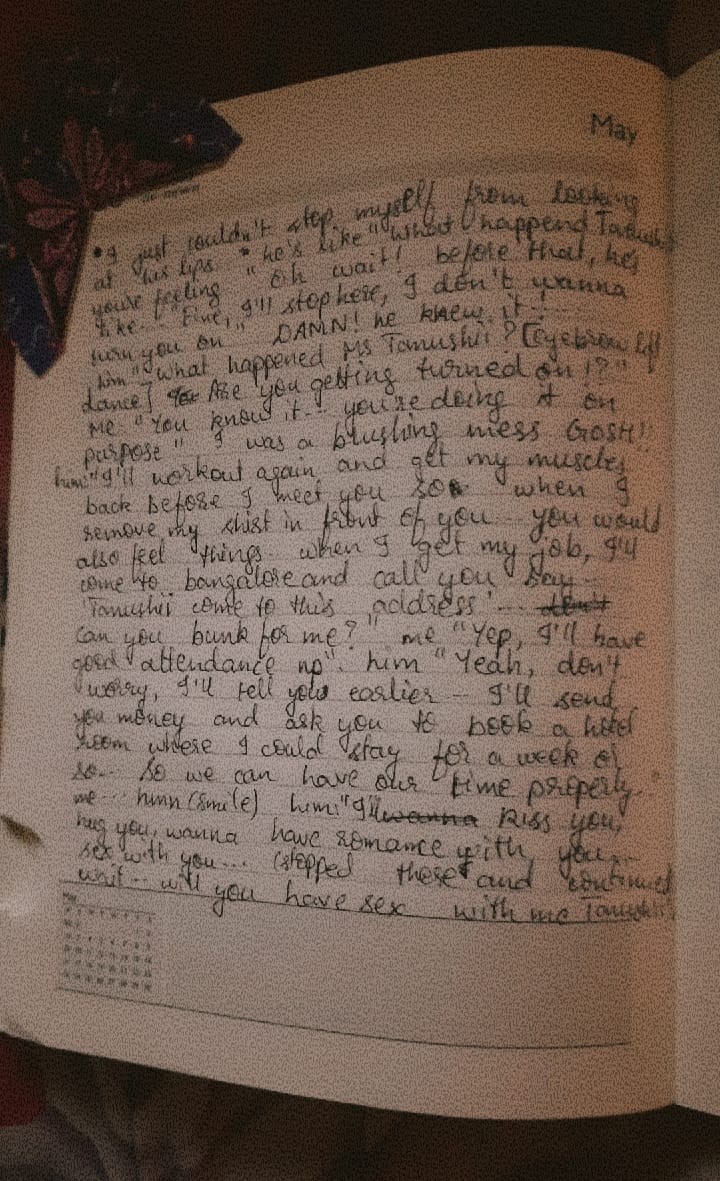 May
• I just couldn't stop myself from looking
at his lips • he's like "what happend Tanushii
you're feeling " Oh wait! before that, he's
like-- "Fine, I'll stop here, I don't wanna
turn you on" DAMN! he knew it!---
him "what happened Ms Tanushii? [eyebrow lift
dance] Are you getting turned on!?"
Me "You know it-- you're doing it on
purpose" I was a blushing mess GOSH!!
him "I'll workout again and get my muscles
back before I meet you so when I
remove my shirt in front of you-- you would
also feel things-- when I get my job, I'll
come to bangalore and call you say--
'Tanushii come to this address'--- don't
can you bunk for me?" me "Yep, I'll have
good attendance no". him "Yeah, don't
worry, I'll tell you earlier-- I'll send
you money and ask you to book a hotel
room where I could stay for a week or
so-- so we can have our time properly--
me--- hmm (smile) him: "I'll wanna kiss you,
hug you, wanna have romance with you---
sex with you--- (stopped there and continued
wait-- will you have sex with me Tanushii
May